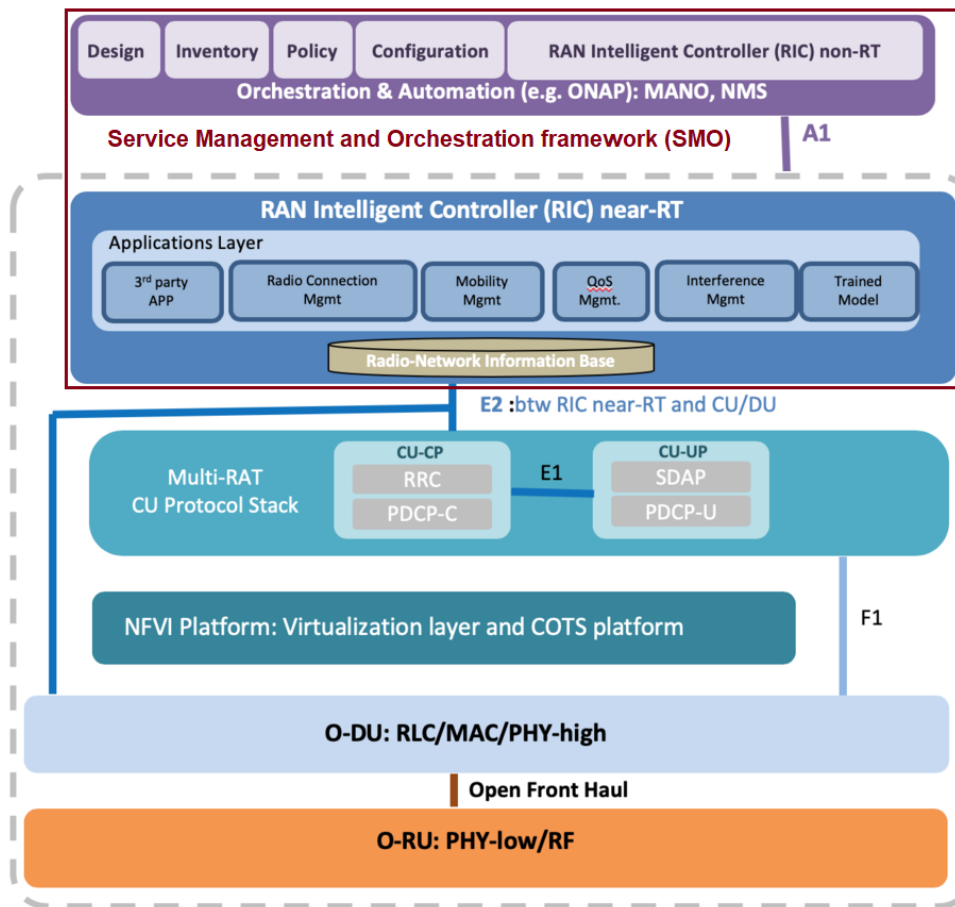 Design
Inventory
Policy
Configuration
RAN Intelligent Controller (RIC) non-RT
Orchestration & Automation (e.g. ONAP): MANO, NMS
Service Management and Orchestration framework (SMO)
A1
RAN Intelligent Controller (RIC) near-RT
Applications Layer
3rd party
APP
Radio Connection
Mgmt
Mobility
Mgmt
QoS
Mgmt.
Interference
Mgmt
Trained
Model
Radio-Network Information Base
E2 :btw RIC near-RT and CU/DU
Multi-RAT
CU Protocol Stack
CU-CP
RRC
PDCP-C
E1
CU-UP
SDAP
PDCP-U
NFVI Platform: Virtualization layer and COTS platform
F1
O-DU: RLC/MAC/PHY-high
Open Front Haul
O-RU: PHY-low/RF